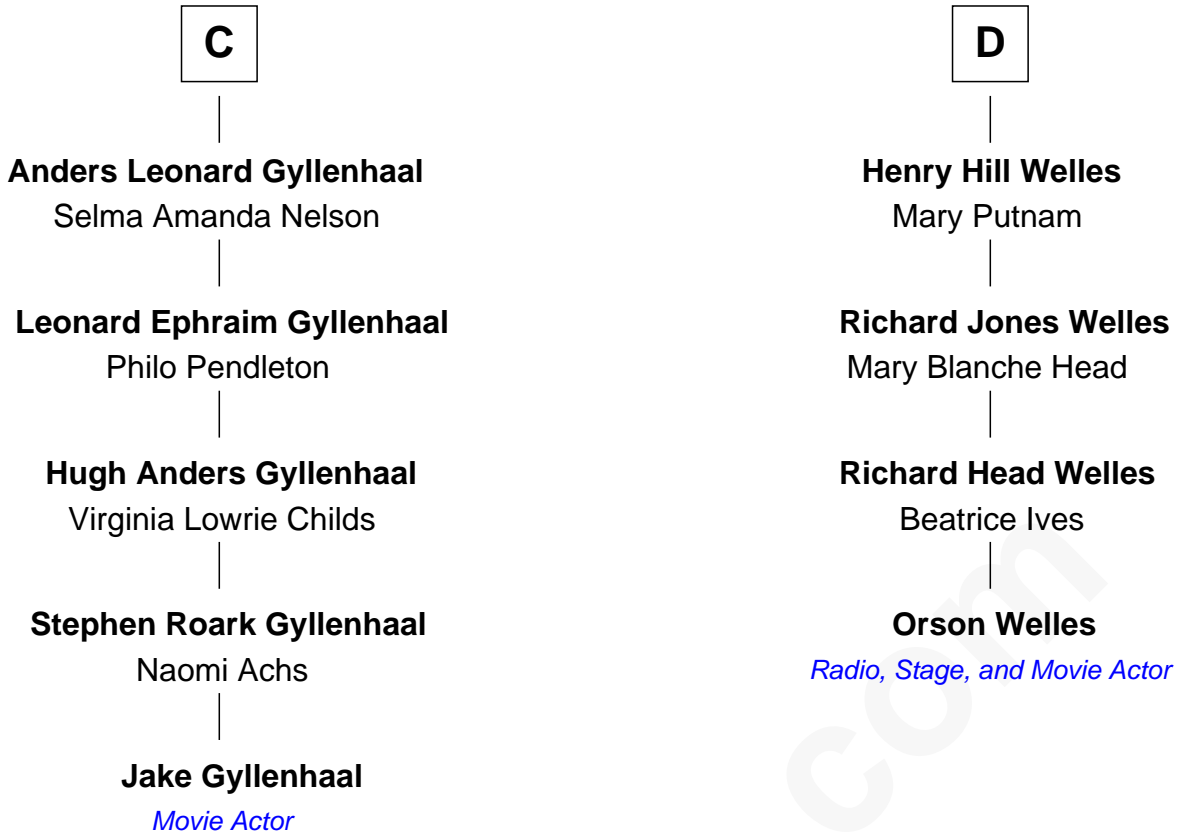 C
Anders Leonard Gyllenhaal
Selma Amanda Nelson
Leonard Ephraim Gyllenhaal
Philo Pendleton
Hugh Anders Gyllenhaal
Virginia Lowrie Childs
Stephen Roark Gyllenhaal
Naomi Achs
Jake Gyllenhaal
Movie Actor
D
Henry Hill Welles
Mary Putnam
Richard Jones Welles
Mary Blanche Head
Richard Head Welles
Beatrice Ives
Orson Welles
Radio, Stage, and Movie Actor
com